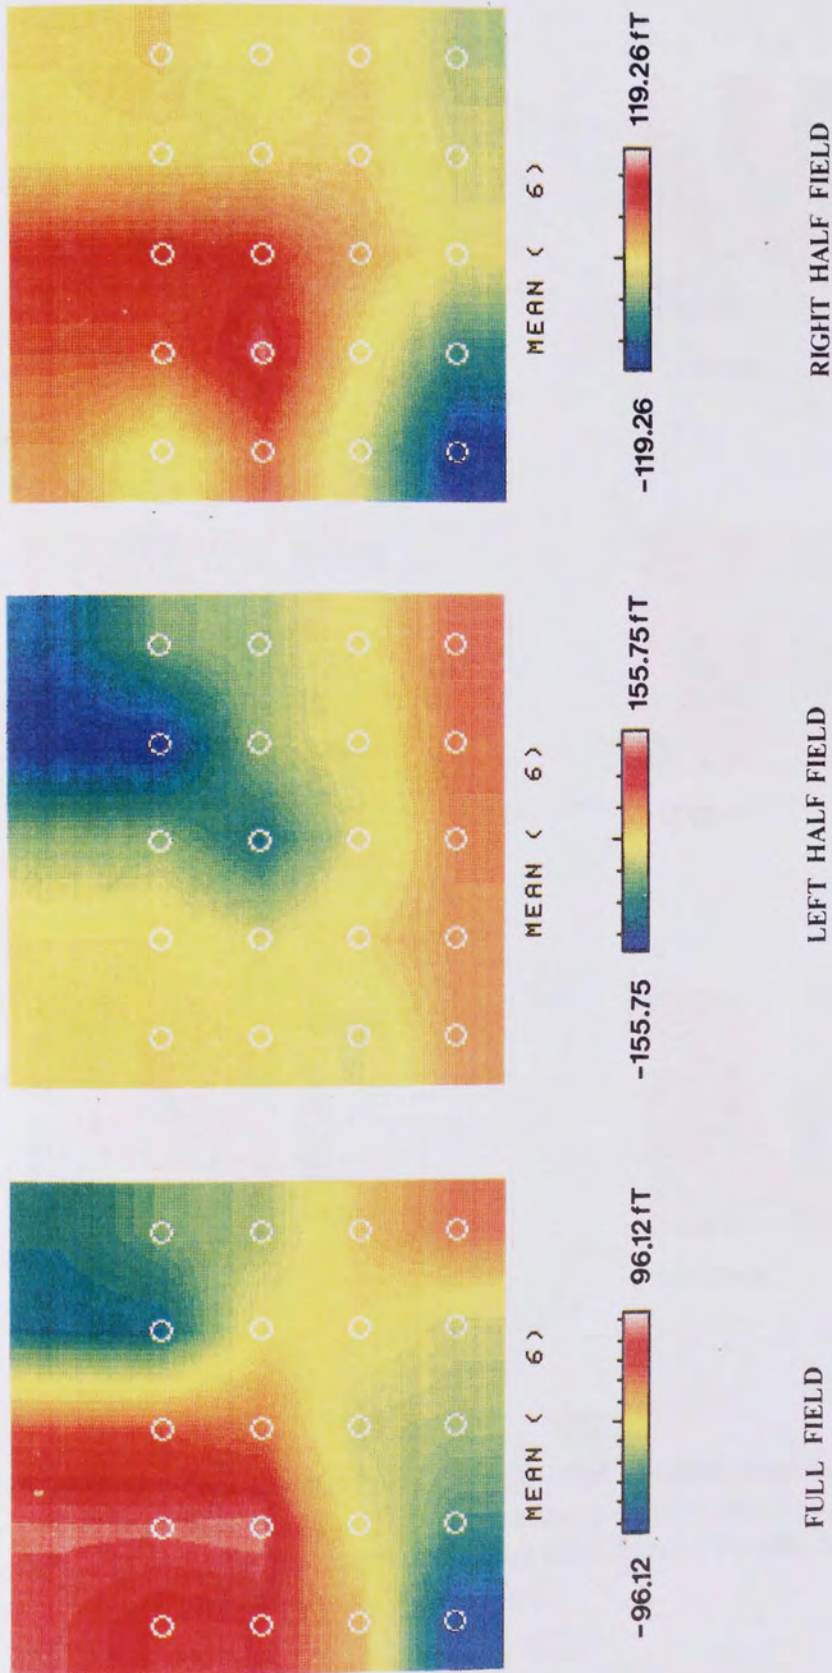 MEAN ( 6)
-96.12 96.12fT
FULL FIELD
MEAN ( 6)
-155.75 155.75fT
LEFT HALF FIELD
MEAN ( 6)
-119.26 119.26fT
RIGHT HALF FIELD